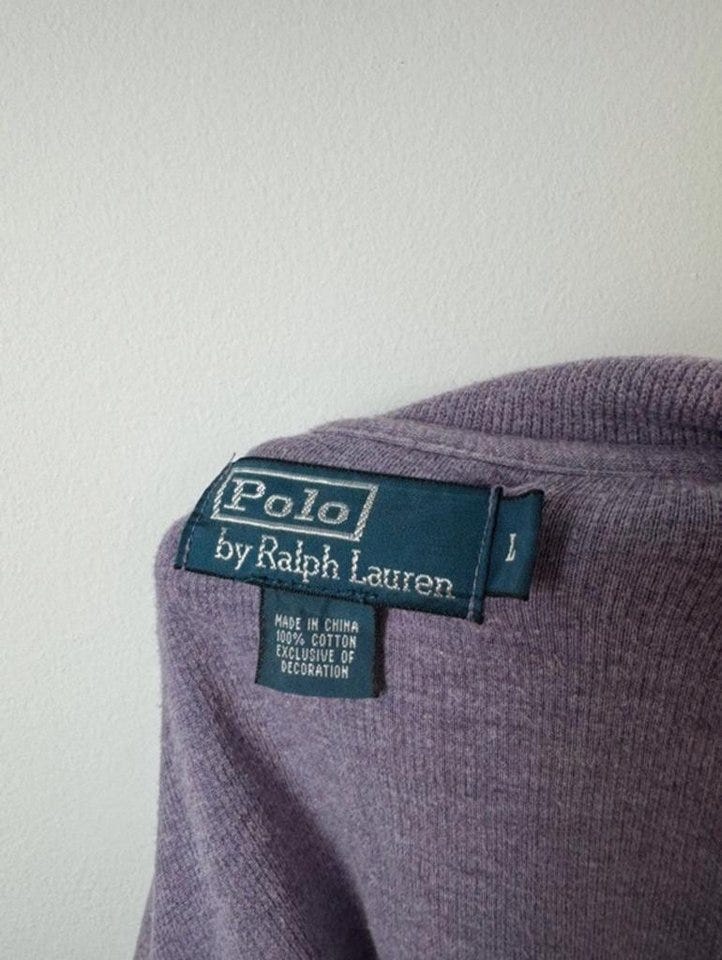 Polo
by Ralph Lauren
L
MADE IN CHINA
100% COTTON
EXCLUSIVE OF
DECORATION